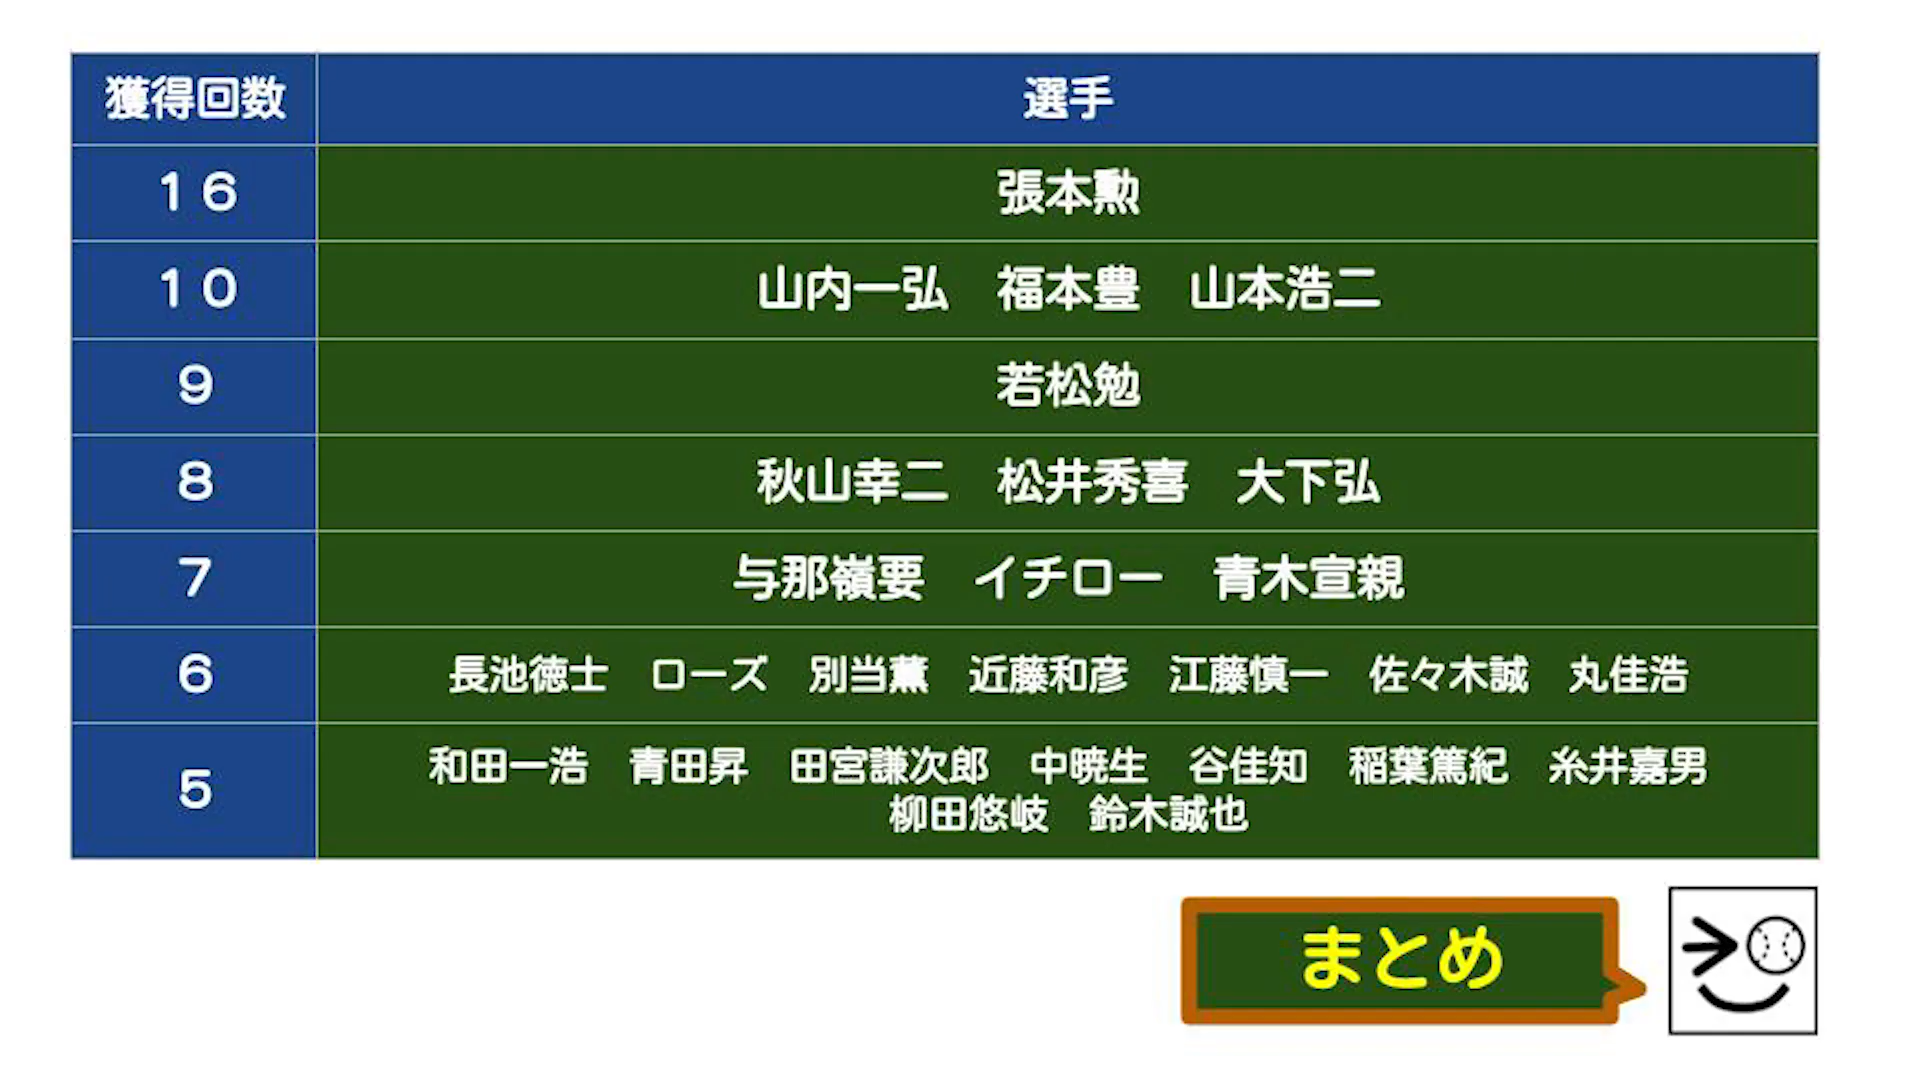 獲得回数 選手
16 張本勲
10 山内一弘 福本豊 山本浩二
9 若松勉
8 秋山幸二 松井秀喜 大下弘
7 与那嶺要 イチロー 青木宣親
6 長池徳士 ローズ 別当薫 近藤和彦 江藤慎一 佐々木誠 丸佳浩
5 和田一浩 青田昇 田宮謙次郎 中暁生 谷佳知 稲葉篤紀 糸井嘉男
柳田悠岐 鈴木誠也
まとめ